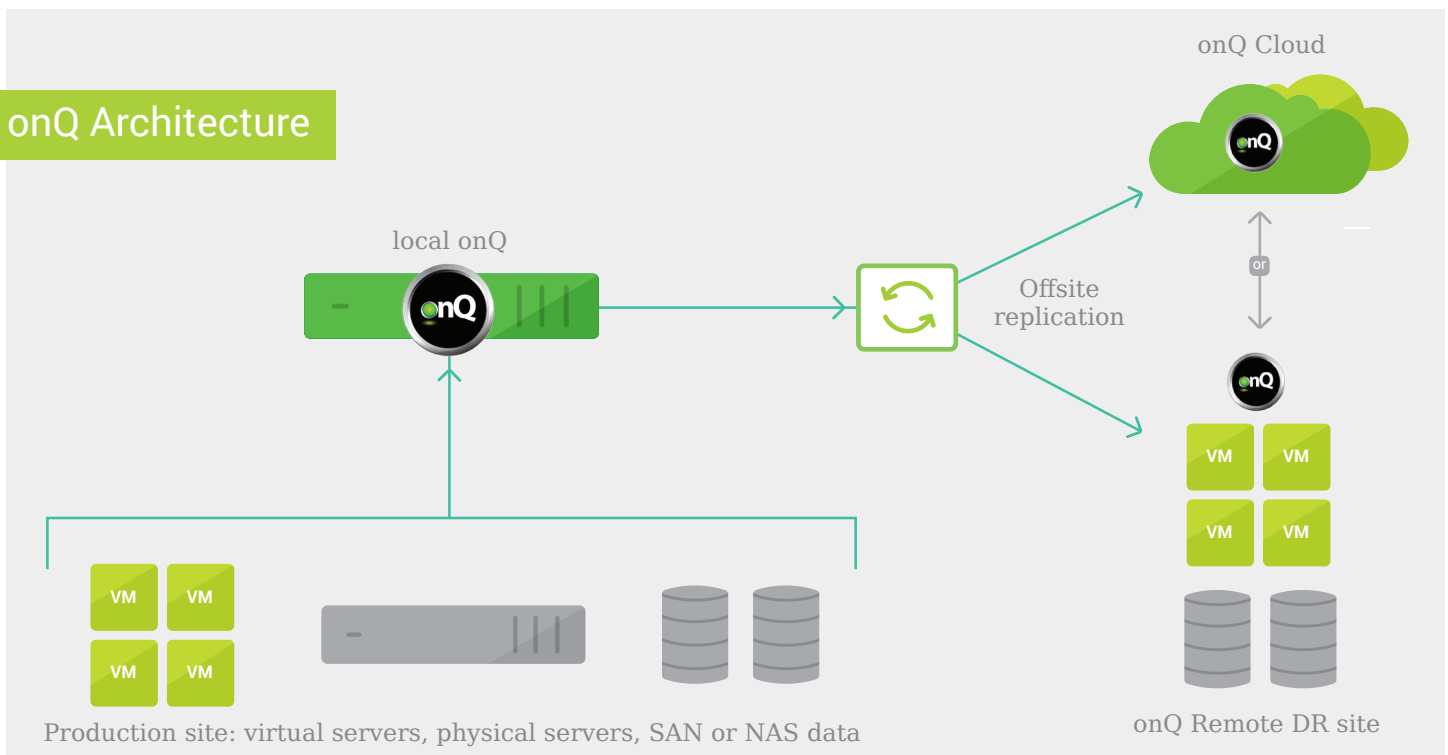 onQ Cloud
onQ Architecture
onQ
local onQ
or
onQ
Offsite
replication
onQ
VM VM
VM VM
VM VM
VM VM
Production site: virtual servers, physical servers, SAN or NAS data
onQ Remote DR site